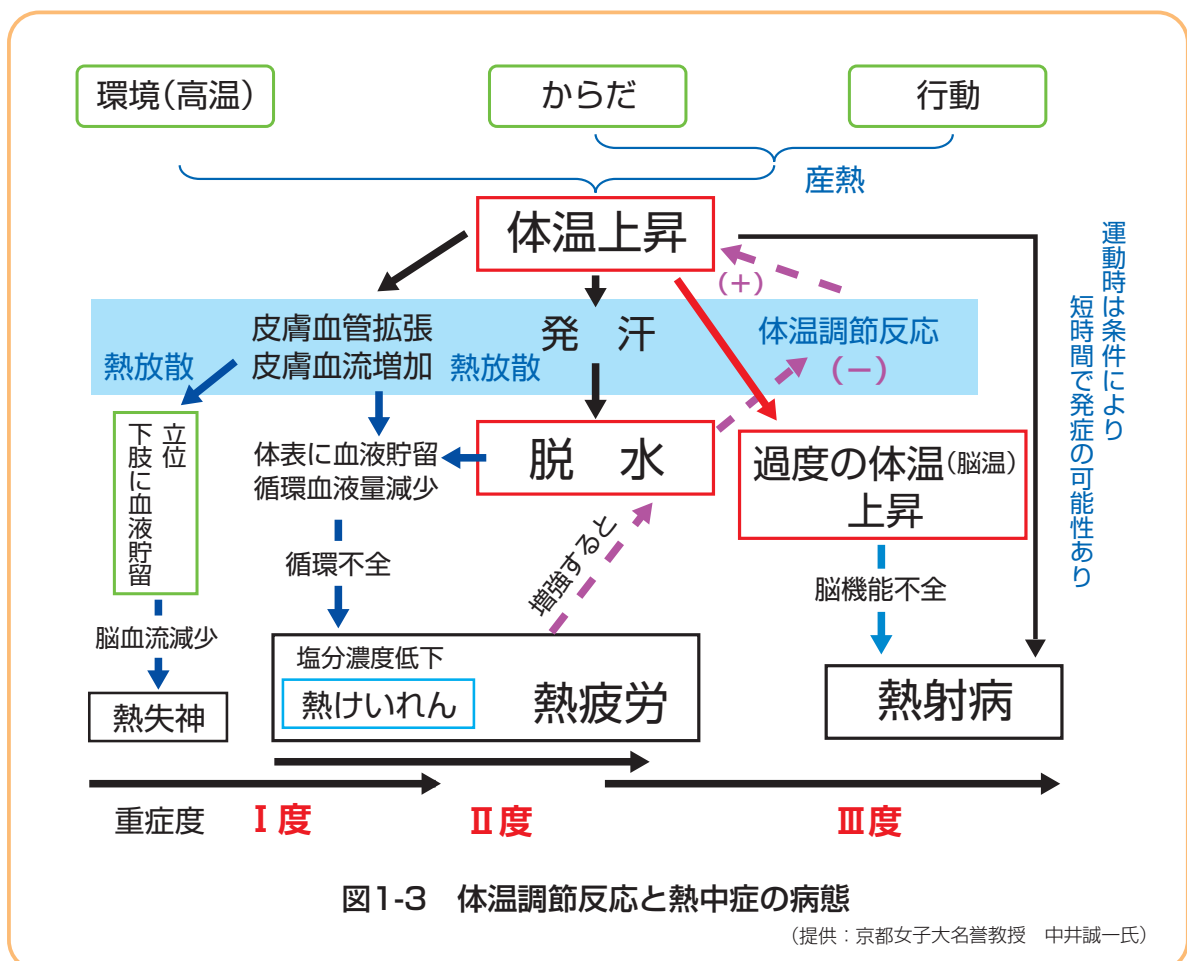 環境(高温)
からだ
行動
産熱
体温上昇
(+)
運動時は条件により
短時間で発症の可能性あり
皮膚血管拡張
皮膚血流増加
熱放散
熱放散
発 汗
体温調節反応
(-)
立位
下肢に血液貯留
体表に血液貯留
循環血液量減少
脱 水
過度の体温(脳温)
上昇
循環不全
増強すると
脳機能不全
脳血流減少
塩分濃度低下
熱けいれん
熱疲労
熱失神
熱射病
重症度
Ⅰ度
Ⅱ度
Ⅲ度
図1-3 体温調節反応と熱中症の病態
(提供:京都女子大名誉教授 中井誠一氏)